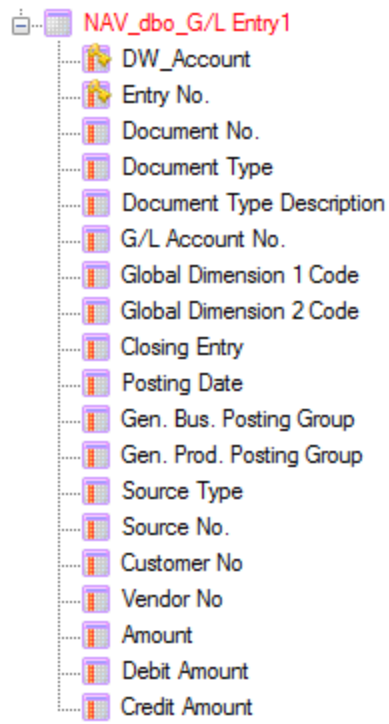 NAV_dbo_G/L Entry1
DW_Account
Entry No.
Document No.
Document Type
Document Type Description
G/L Account No.
Global Dimension 1 Code
Global Dimension 2 Code
Closing Entry
Posting Date
Gen. Bus. Posting Group
Gen. Prod. Posting Group
Source Type
Source No.
Customer No
Vendor No
Amount
Debit Amount
Credit Amount